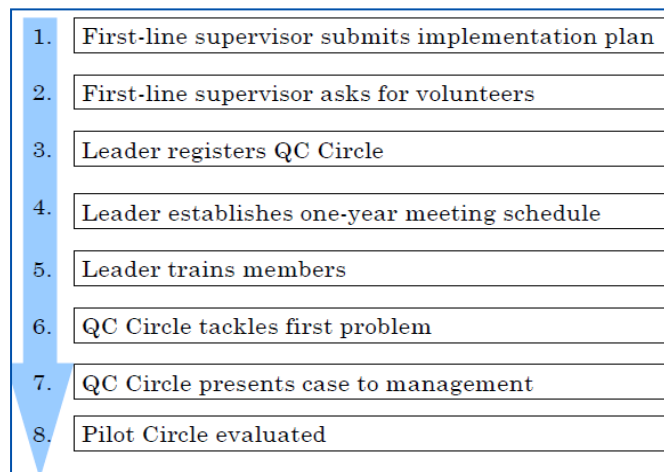 1. First-line supervisor submits implementation plan
2. First-line supervisor asks for volunteers
3. Leader registers QC Circle
4. Leader establishes one-year meeting schedule
5. Leader trains members
6. QC Circle tackles first problem
7. QC Circle presents case to management
8. Pilot Circle evaluated